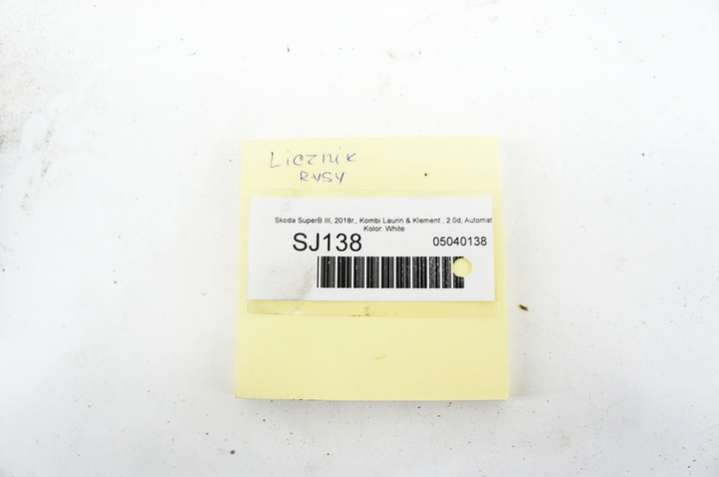 Licznik
RYSY
Skoda SuperB III, 2018r., Kombi Laurin & Klement , 2.0d, Automat
Kolor: White
SJ138
05040138